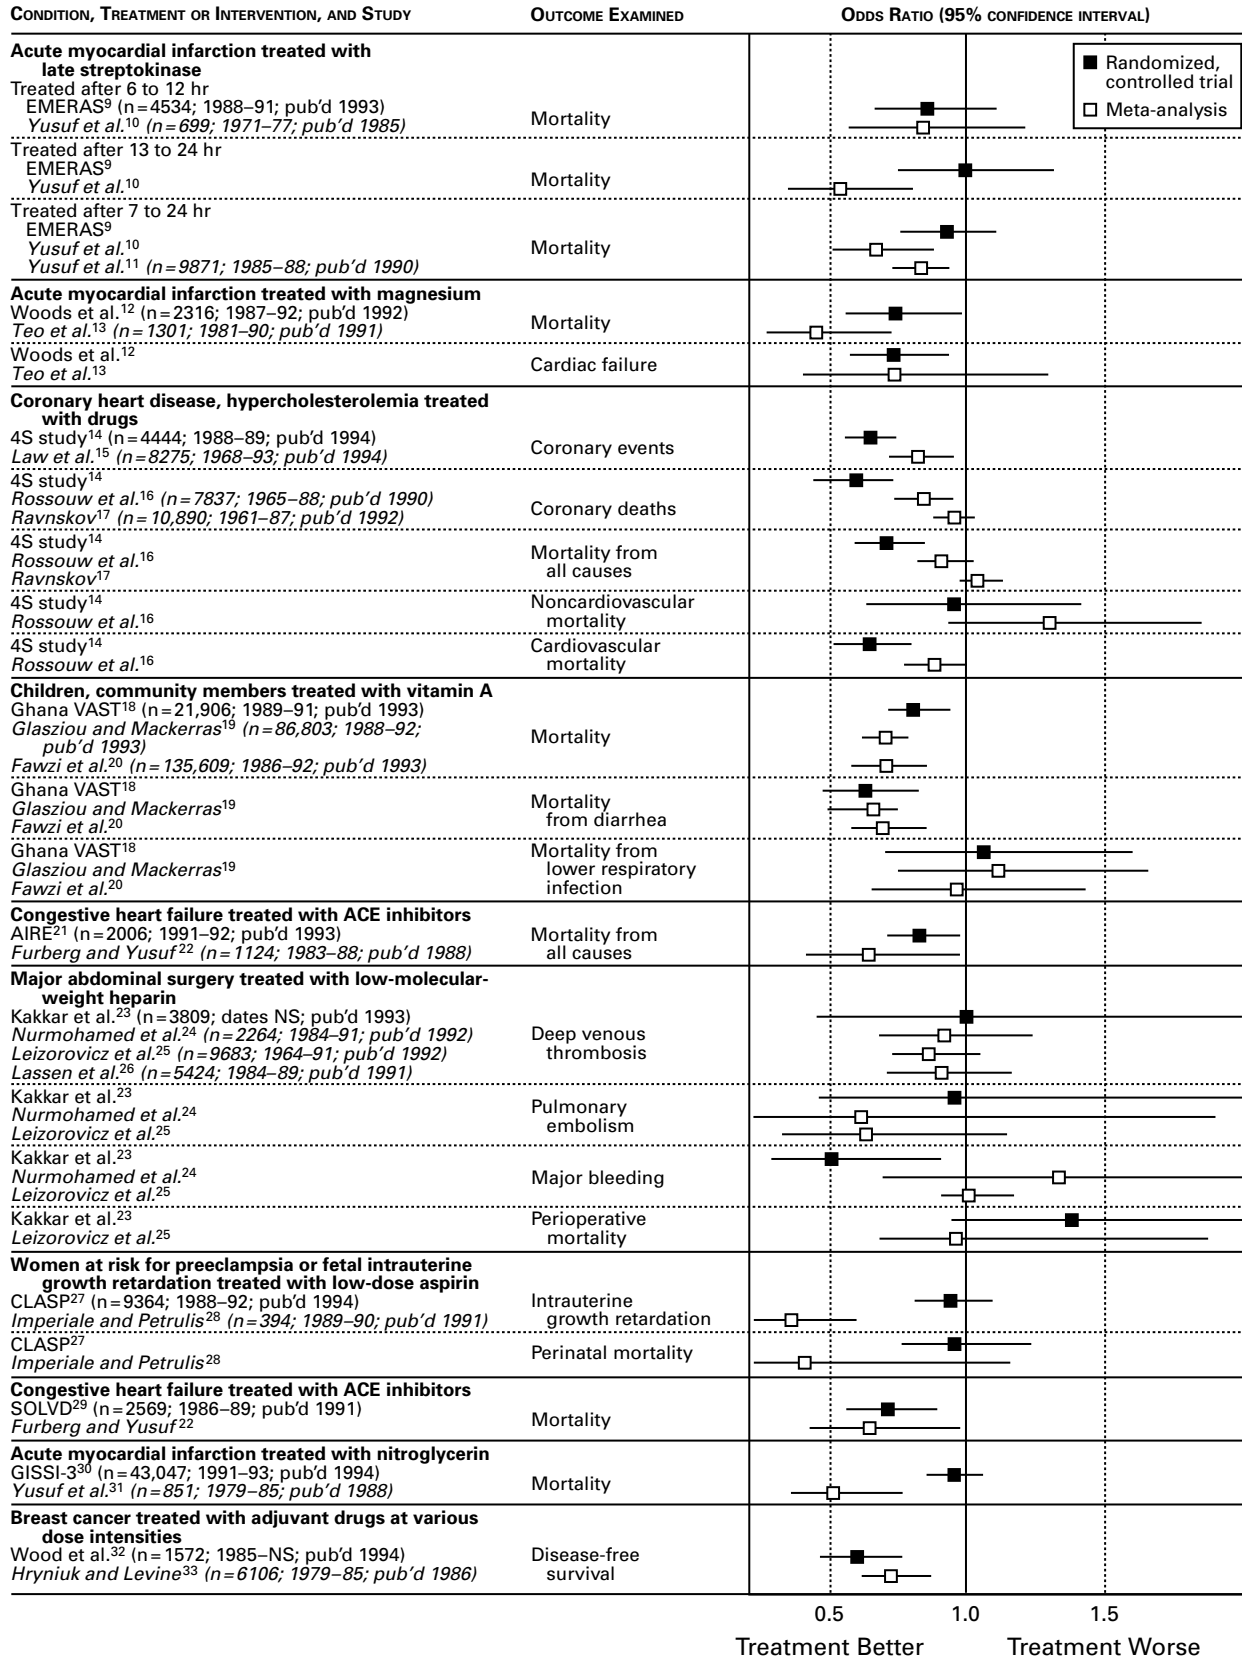 CONDITION, TREATMENT OR INTERVENTION, AND STUDY OUTCOME EXAMINED ODDS RATIO (95% CONFIDENCE INTERVAL)
Acute myocardial infarction treated with
late streptokinase
Treated after 6 to 12 hr
EMERAS9 (n=4534; 1988–91; pub'd 1993)
Yusuf et al.10 (n=699; 1971–77; pub'd 1985)
Mortality
Randomized,
controlled trial
Meta-analysis
Treated after 13 to 24 hr
EMERAS9
Yusuf et al.10
Mortality
Treated after 7 to 24 hr
EMERAS9
Yusuf et al.10
Yusuf et al.11 (n=9871; 1985–88; pub'd 1990)
Mortality
Acute myocardial infarction treated with magnesium
Woods et al.12 (n=2316; 1987–92; pub'd 1992)
Teo et al.13 (n=1301; 1981–90; pub'd 1991)
Mortality
Woods et al.12
Teo et al.13
Cardiac failure
Coronary heart disease, hypercholesterolemia treated
with drugs
4S study14 (n=4444; 1988–89; pub'd 1994)
Law et al.15 (n=8275; 1968–93; pub'd 1994)
Coronary events
4S study14
Rossouw et al.16 (n=7837; 1965–88; pub'd 1990)
Ravnskov17 (n=10,890; 1961–87; pub'd 1992)
Coronary deaths
4S study14
Rossouw et al.16
Ravnskov17
Mortality from
all causes
4S study14
Rossouw et al.16
Noncardiovascular
mortality
4S study14
Rossouw et al.16
Cardiovascular
mortality
Children, community members treated with vitamin A
Ghana VAST18 (n=21,906; 1989–91; pub'd 1993)
Glasziou and Mackerras19 (n=86,803; 1988–92;
pub'd 1993)
Fawzi et al.20 (n=135,609; 1986–92; pub'd 1993)
Mortality
Ghana VAST18
Glasziou and Mackerras19
Fawzi et al.20
Mortality
from diarrhea
Ghana VAST18
Glasziou and Mackerras19
Fawzi et al.20
Mortality from
lower respiratory
infection
Congestive heart failure treated with ACE inhibitors
AIRE21 (n=2006; 1991–92; pub'd 1993)
Furberg and Yusuf22 (n=1124; 1983–88; pub'd 1988)
Mortality from
all causes
Major abdominal surgery treated with low-molecular-
weight heparin
Kakkar et al.23 (n=3809; dates NS; pub'd 1993)
Nurmohamed et al.24 (n=2264; 1984–91; pub'd 1992)
Leizorovicz et al.25 (n=9683; 1964–91; pub'd 1992)
Lassen et al.26 (n=5424; 1984–89; pub'd 1991)
Deep venous
thrombosis
Kakkar et al.23
Nurmohamed et al.24
Leizorovicz et al.25
Pulmonary
embolism
Kakkar et al.23
Nurmohamed et al.24
Leizorovicz et al.25
Major bleeding
Kakkar et al.23
Leizorovicz et al.25
Perioperative
mortality
Women at risk for preeclampsia or fetal intrauterine
growth retardation treated with low-dose aspirin
CLASP27 (n=9364; 1988–92; pub'd 1994)
Imperiale and Petrulis28 (n=394; 1989–90; pub'd 1991)
Intrauterine
growth retardation
CLASP27
Imperiale and Petrulis28
Perinatal mortality
Congestive heart failure treated with ACE inhibitors
SOLVD29 (n=2569; 1986–89; pub'd 1991)
Furberg and Yusuf22
Mortality
Acute myocardial infarction treated with nitroglycerin
GISSI-330 (n=43,047; 1991–93; pub'd 1994)
Yusuf et al.31 (n=851; 1979–85; pub'd 1988)
Mortality
Breast cancer treated with adjuvant drugs at various
dose intensities
Wood et al.32 (n=1572; 1985–NS; pub'd 1994)
Hryniuk and Levine33 (n=6106; 1979–85; pub'd 1986)
Disease-free
survival
0.5 1.0 1.5
Treatment Better Treatment Worse